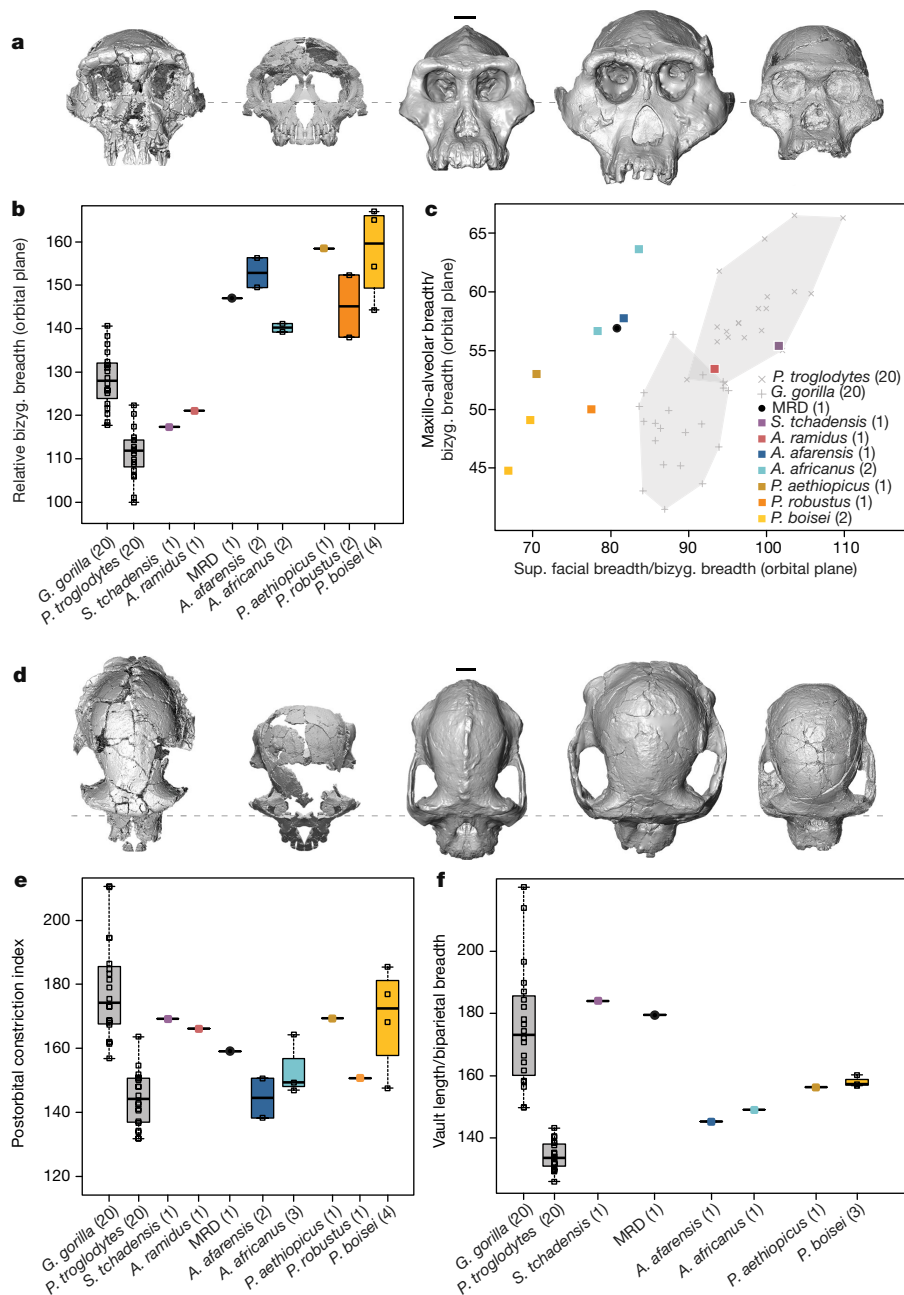 a
b
Relative bizyg. breadth (orbital plane)
160
150
140
130
120
110
100
G. gorilla (20)
P. troglodytes (20)
S. tchadensis (1)
A. ramidus (1)
MRD (1)
A. afarensis (2)
A. africanus (2)
P. aethiopicus (1)
P. robustus (2)
P. boisei (4)
c
Maxillo-alveolar breadth/
bizyg. breadth (orbital plane)
65
60
55
50
45
70
80
90
100
110
Sup. facial breadth/bizyg. breadth (orbital plane)
P. troglodytes (20)
G. gorilla (20)
MRD (1)
S. tchadensis (1)
A. ramidus (1)
A. afarensis (1)
A. africanus (2)
P. aethiopicus (1)
P. robustus (1)
P. boisei (2)
d
e
Postorbital constriction index
200
180
160
140
120
G. gorilla (20)
P. troglodytes (20)
S. tchadensis (1)
A. ramidus (1)
MRD (1)
A. afarensis (2)
A. africanus (3)
P. aethiopicus (1)
P. robustus (1)
P. boisei (4)
f
Vault length/biparietal breadth
200
180
160
140
G. gorilla (20)
P. troglodytes (20)
S. tchadensis (1)
MRD (1)
A. afarensis (1)
A. africanus (1)
P. aethiopicus (1)
P. boisei (3)